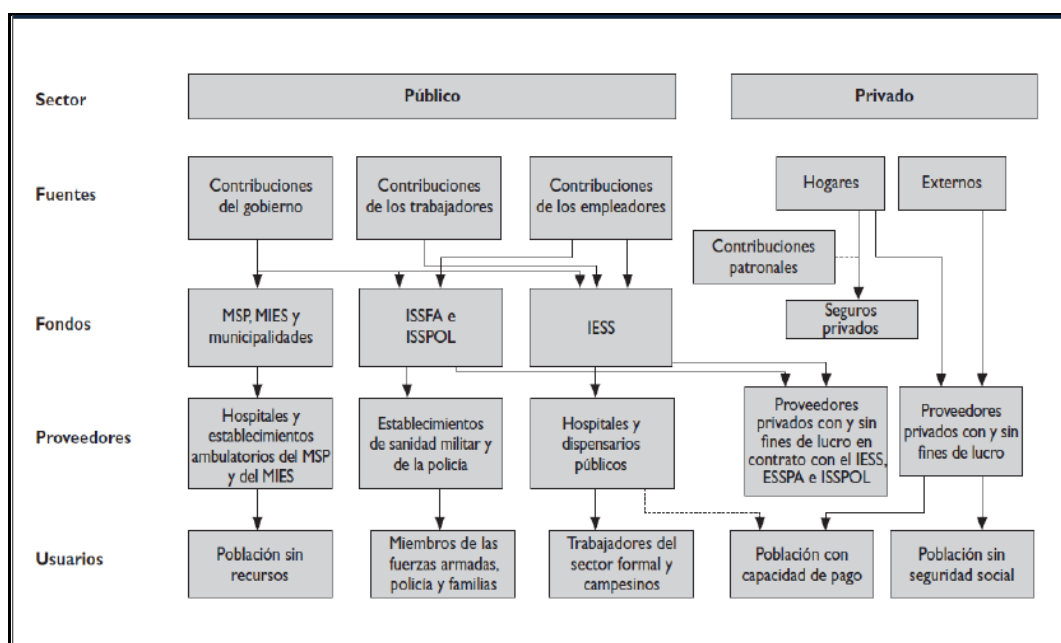 Sector
Público
Privado
Fuentes
Contribuciones
del gobierno
Contribuciones
de los trabajadores
Contribuciones
de los empleadores
Hogares
Externos
Contribuciones
patronales
Fondos
MSP, MIES y
municipalidades
ISSFA e
ISSPOL
IESS
Seguros
privados
Proveedores
Hospitales y
establecimientos
ambulatorios del MSP
y del MIES
Establecimientos
de sanidad militar y
de la policía
Hospitales y
dispensarios
públicos
Proveedores
privados con y sin
fines de lucro en
contrato con el IESS,
ESSPA e ISSPOL
Proveedores
privados con y sin
fines de lucro
Usuarios
Población sin
recursos
Miembros de las
fuerzas armadas,
policía y familias
Trabajadores del
sector formal y
campesinos
Población con
capacidad de pago
Población sin
seguridad social